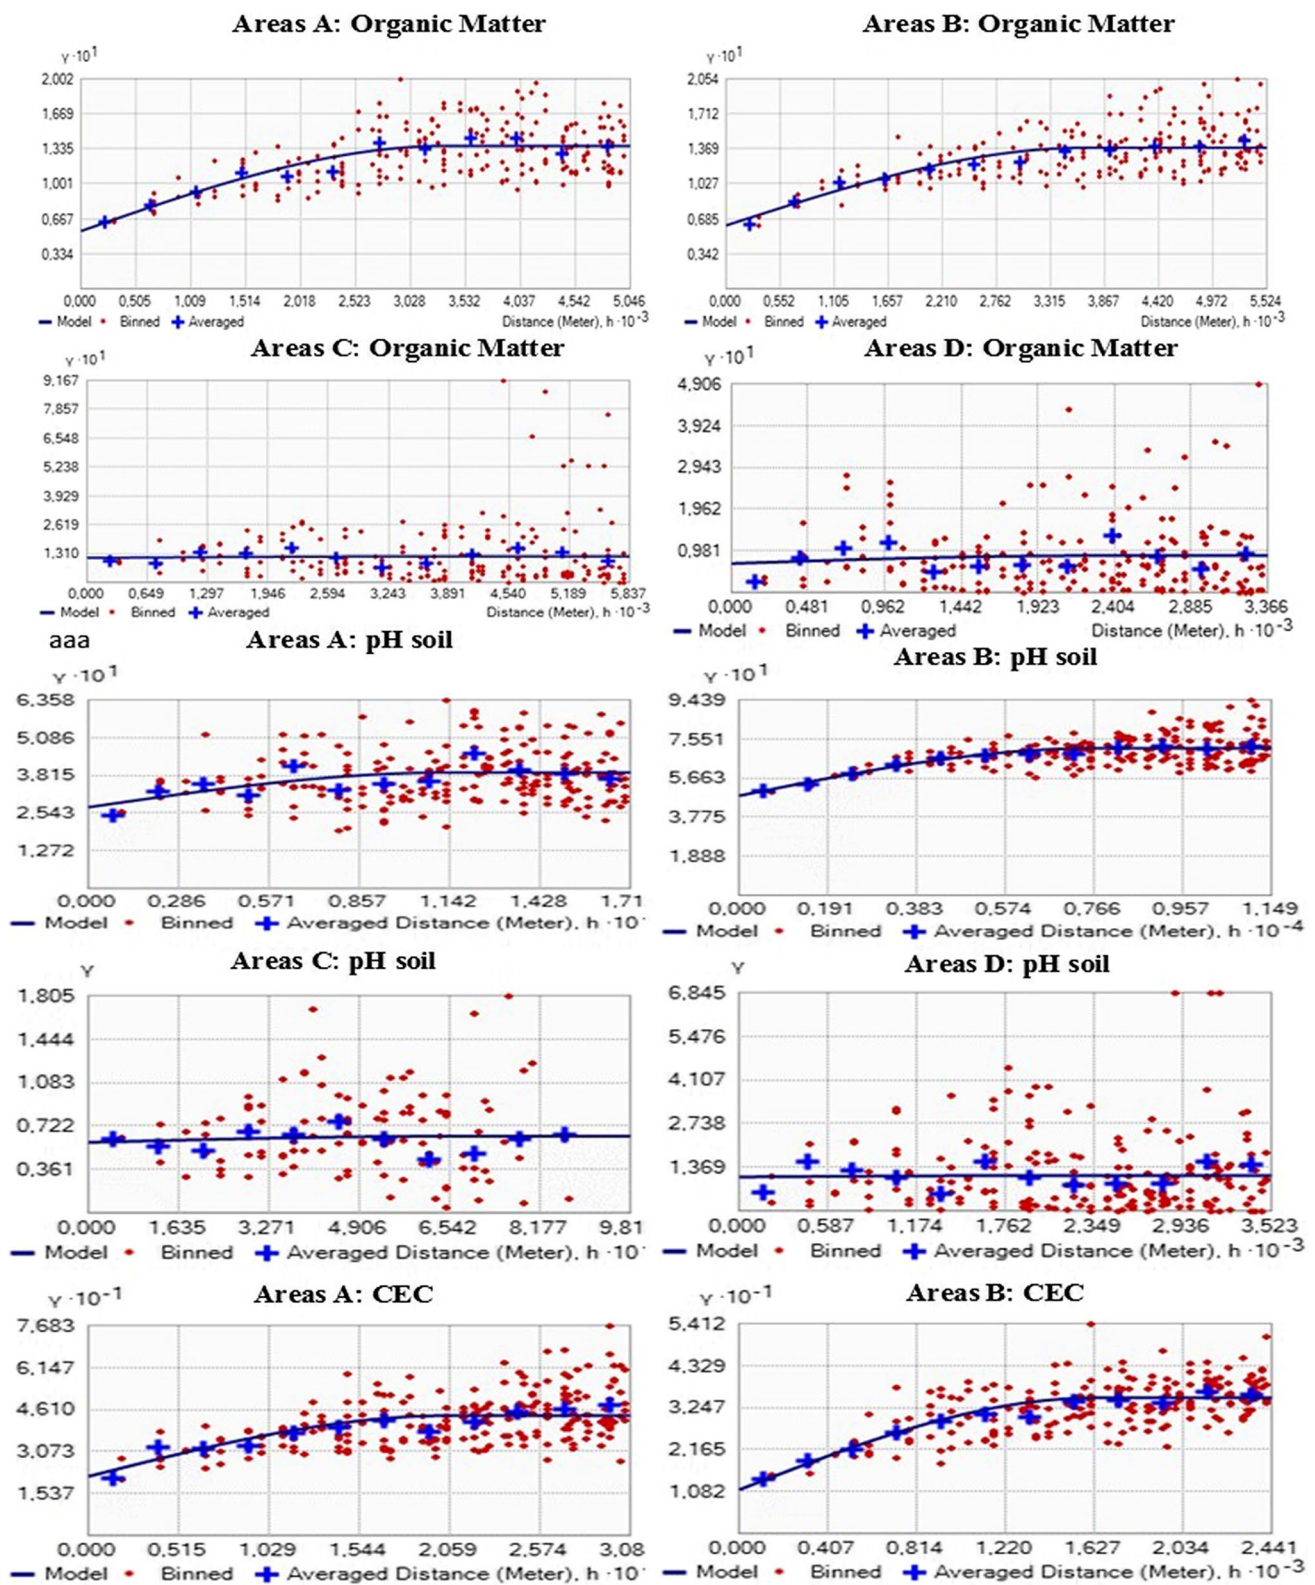 Areas A: Organic Matter
γ ·10¹
2,002
1,669
1,335
1,001
0,667
0,334
0,000 0,505 1,009 1,514 2,018 2,523 3,028 3,532 4,037 4,542 5,046
Model Binned Averaged Distance (Meter), h ·10⁻³
Areas B: Organic Matter
γ ·10¹
2,054
1,712
1,369
1,027
0,685
0,342
0,000 0,552 1,105 1,657 2,210 2,762 3,315 3,867 4,420 4,972 5,524
Model Binned Averaged Distance (Meter), h ·10⁻³
Areas C: Organic Matter
γ ·10¹
9,167
7,857
6,548
5,238
3,929
2,619
1,310
0,000 0,649 1,297 1,946 2,594 3,243 3,891 4,540 5,189 5,837
Model Binned Averaged Distance (Meter), h ·10⁻³
Areas D: Organic Matter
γ ·10¹
4,906
3,924
2,943
1,962
0,981
0,000 0,481 0,962 1,442 1,923 2,404 2,885 3,366
Model Binned Averaged Distance (Meter), h ·10⁻³
aaa
Areas A: pH soil
γ ·10¹
6.358
5,086
3,815
2,543
1,272
0,000 0,286 0,571 0,857 1,142 1,428 1,71
Model Binned Averaged Distance (Meter), h ·10
Areas B: pH soil
γ ·10¹
9,439
7,551
5,663
3,775
1,888
0,000 0,191 0,383 0,574 0,766 0,957 1,149
Model Binned Averaged Distance (Meter), h ·10⁻⁴
Areas C: pH soil
γ
1,805
1,444
1,083
0,722
0,361
0,000 1,635 3,271 4,906 6,542 8,177 9,81
Model Binned Averaged Distance (Meter), h ·10
Areas D: pH soil
γ
6,845
5,476
4,107
2,738
1,369
0,000 0,587 1,174 1,762 2,349 2,936 3,523
Model Binned Averaged Distance (Meter), h ·10⁻³
Areas A: CEC
γ ·10⁻¹
7,683
6,147
4,610
3,073
1,537
0,000 0,515 1,029 1,544 2,059 2,574 3,08
Model Binned Averaged Distance (Meter), h ·10
Areas B: CEC
γ ·10⁻¹
5,412
4,329
3,247
2,165
1,082
0,000 0,407 0,814 1,220 1,627 2,034 2,441
Model Binned Averaged Distance (Meter), h ·10⁻³